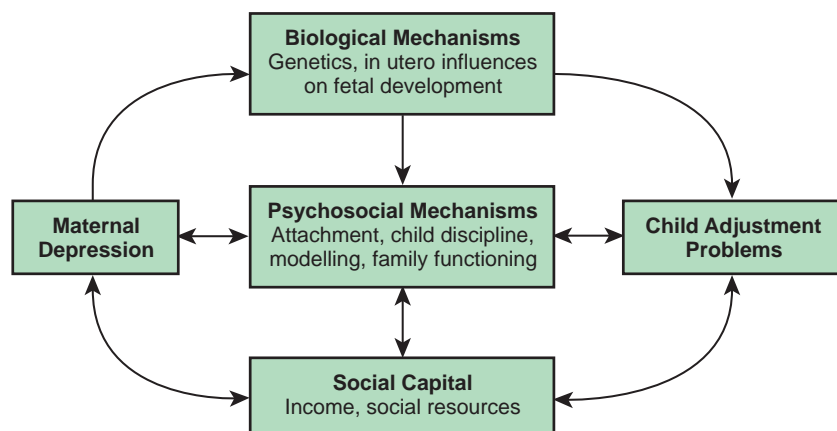 Biological Mechanisms
Genetics, in utero influences
on fetal development
Maternal
Depression
Psychosocial Mechanisms
Attachment, child discipline,
modelling, family functioning
Child Adjustment
Problems
Social Capital
Income, social resources